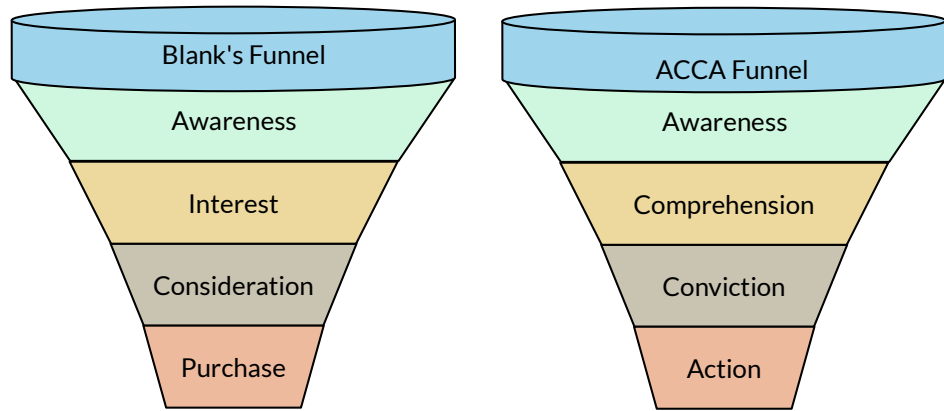 Blank's Funnel
Awareness
Interest
Consideration
Purchase
ACCA Funnel
Awareness
Comprehension
Conviction
Action